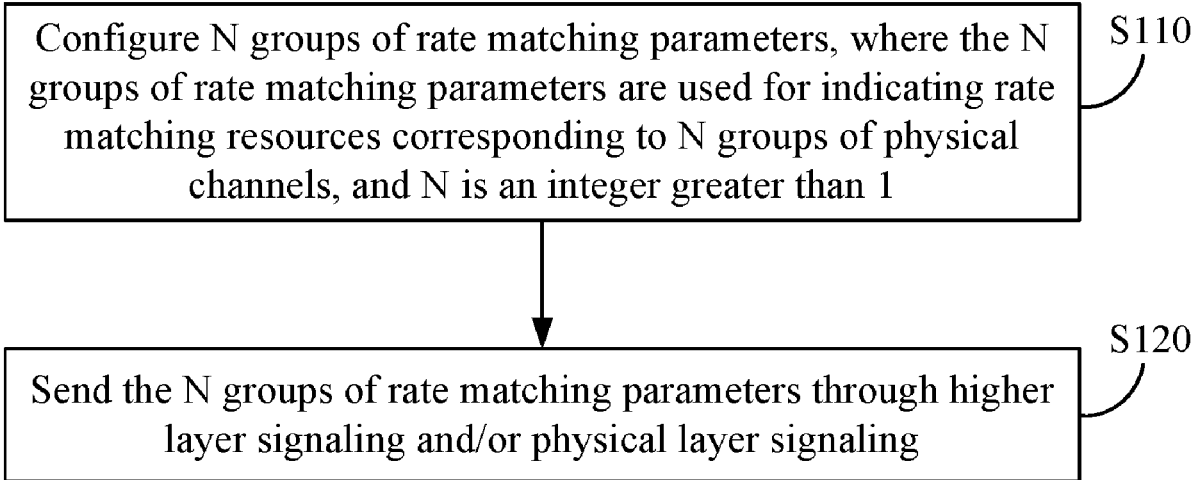 Configure N groups of rate matching parameters, where the N
groups of rate matching parameters are used for indicating rate
matching resources corresponding to N groups of physical
channels, and N is an integer greater than 1
S110
Send the N groups of rate matching parameters through higher
layer signaling and/or physical layer signaling
S120